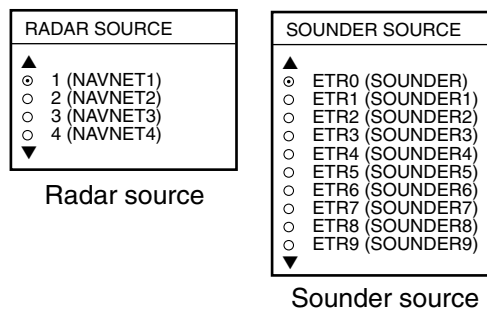 RADAR SOURCE
1 (NAVNET1)
2 (NAVNET2)
3 (NAVNET3)
4 (NAVNET4)
Radar source
SOUNDER SOURCE
ETR0 (SOUNDER)
ETR1 (SOUNDER1)
ETR2 (SOUNDER2)
ETR3 (SOUNDER3)
ETR4 (SOUNDER4)
ETR5 (SOUNDER5)
ETR6 (SOUNDER6)
ETR7 (SOUNDER7)
ETR8 (SOUNDER8)
ETR9 (SOUNDER9)
Sounder source